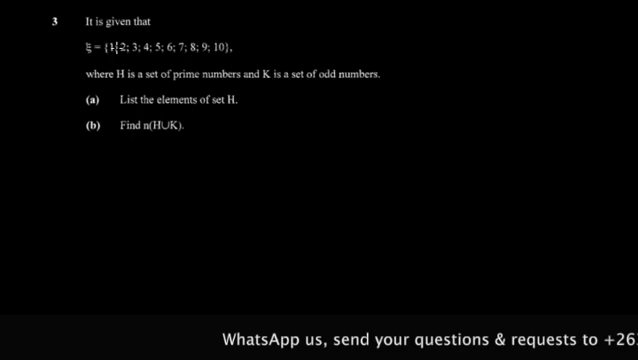 3 It is given that
ξ = {1; 2; 3; 4; 5; 6; 7; 8; 9; 10},
where H is a set of prime numbers and K is a set of odd numbers.
(a) List the elements of set H.
(b) Find n(H∪K).
WhatsApp us, send your questions & requests to +26